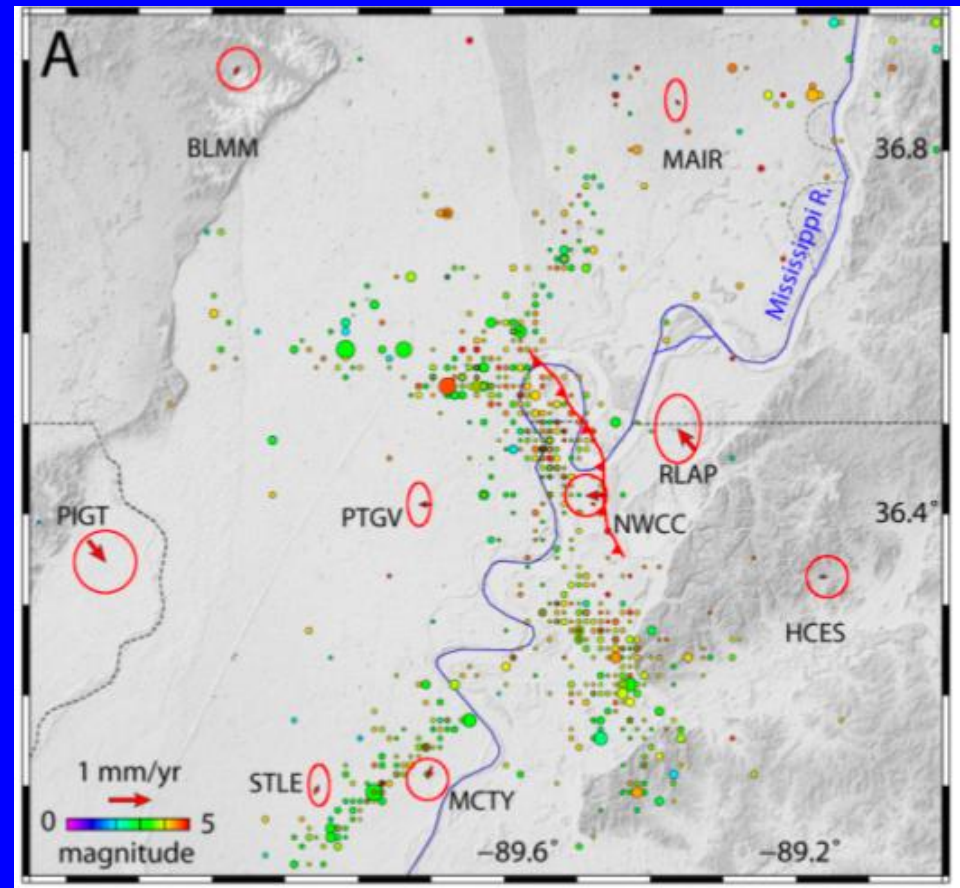 A
BLMM
MAIR
36.8
Mississippi R.
RLAP
PTGV
NWCC
36.4°
PIGT
HCES
1 mm/yr
STLE
MCTY
0
5
magnitude
−89.6°
−89.2°